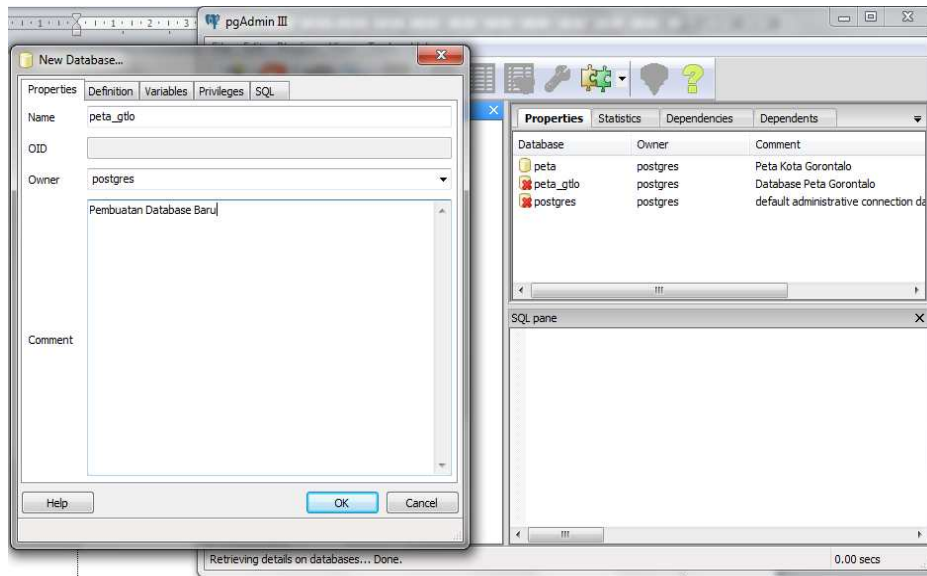 pgAdmin III
New Database...
Properties Definition Variables Privileges SQL
Name peta_gtlo
OID
Owner postgres
Pembuatan Database Baru
Comment
Help OK Cancel
Properties Statistics Dependencies Dependents
Database Owner Comment
peta postgres Peta Kota Gorontalo
peta_gtlo postgres Database Peta Gorontalo
postgres postgres default administrative connection da
SQL pane
Retrieving details on databases... Done. 0.00 secs